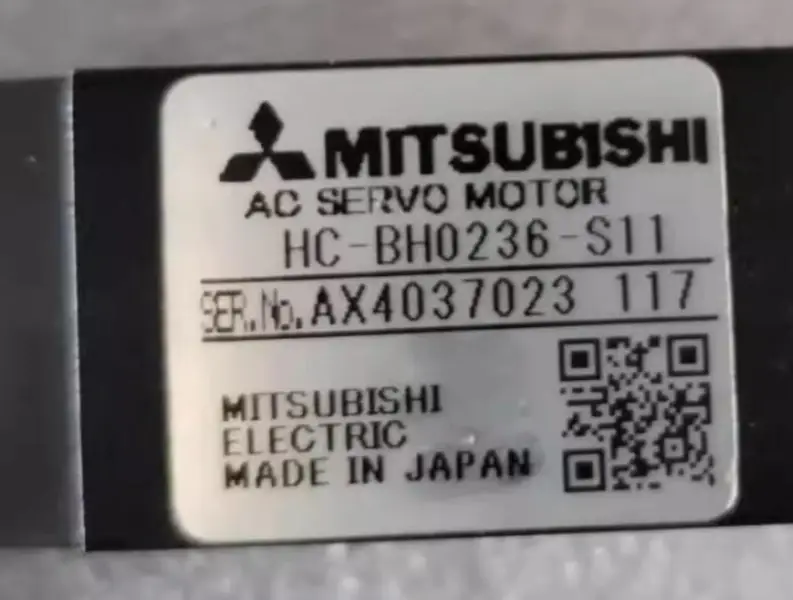 MITSUBISHI
AC SERVO MOTOR
HC-BH0236-S11
SER.No.AX4037023 117
MITSUBISHI
ELECTRIC
MADE IN JAPAN